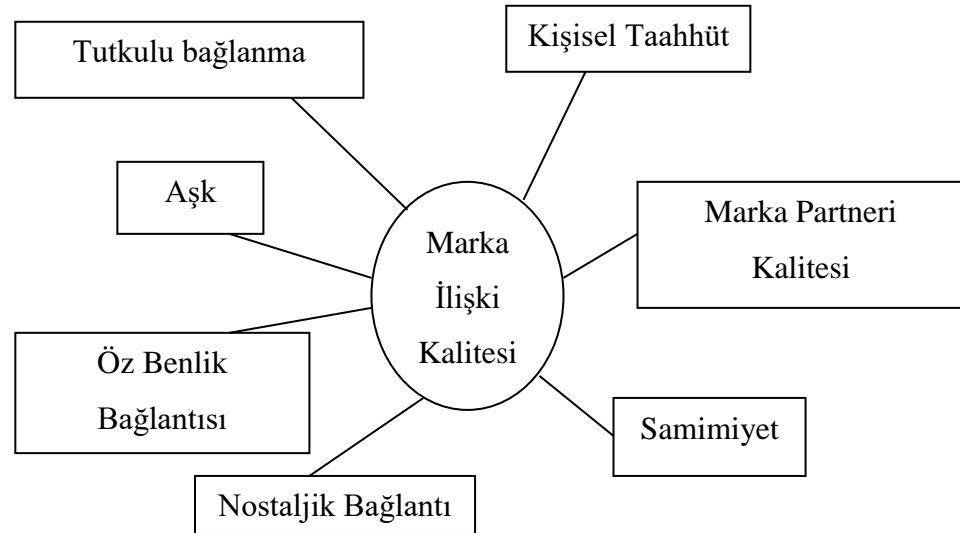 Tutkulu bağlanma
Kişisel Taahhüt
Aşk
Marka Partneri
Kalitesi
Marka
İlişki
Kalitesi
Öz Benlik
Bağlantısı
Samimiyet
Nostaljik Bağlantı